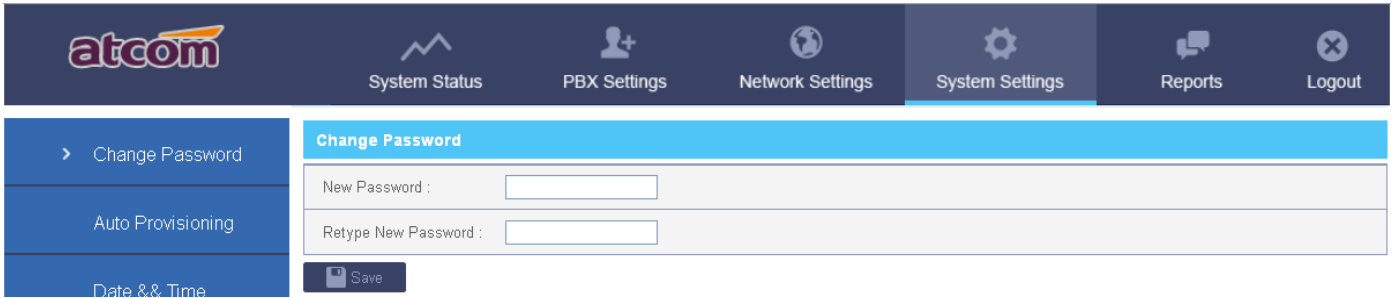 atcom
System Status PBX Settings Network Settings System Settings Reports Logout
> Change Password
Auto Provisioning
Date && Time
Change Password
New Password :
Retype New Password :
Save